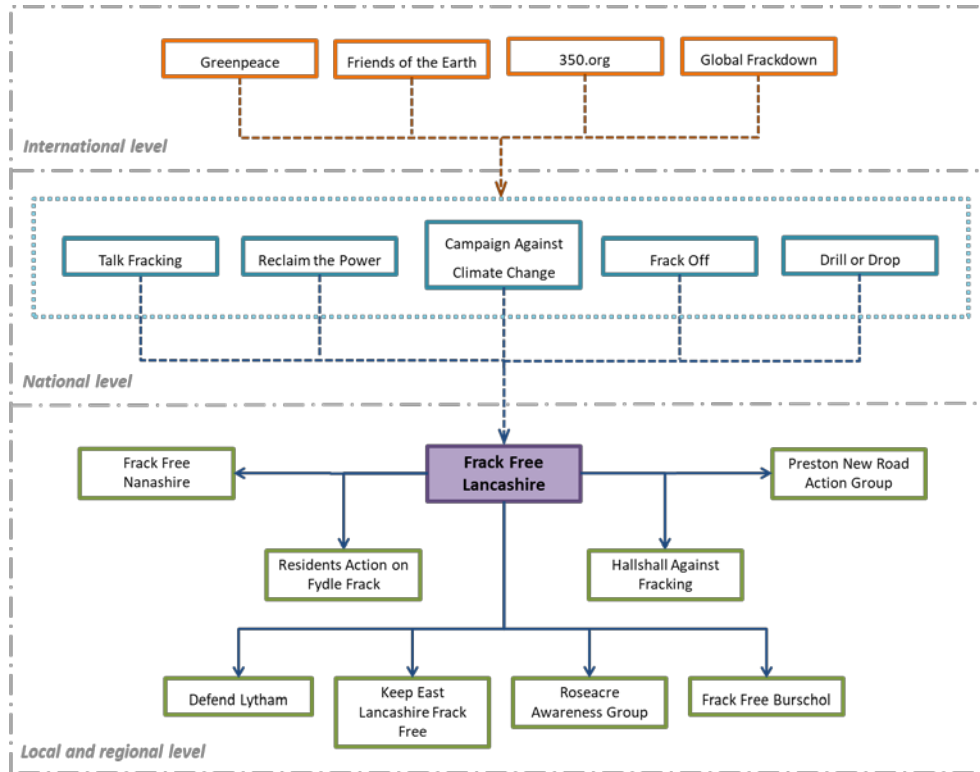 Greenpeace
Friends of the Earth
350.org
Global Frackdown
International level
Talk Fracking
Reclaim the Power
Campaign Against
Climate Change
Frack Off
Drill or Drop
National level
Frack Free
Nanashire
Frack Free
Lancashire
Preston New Road
Action Group
Residents Action on
Fydle Frack
Hallshall Against
Fracking
Defend Lytham
Keep East
Lancashire Frack
Free
Roseacre
Awareness Group
Frack Free Burschol
Local and regional level